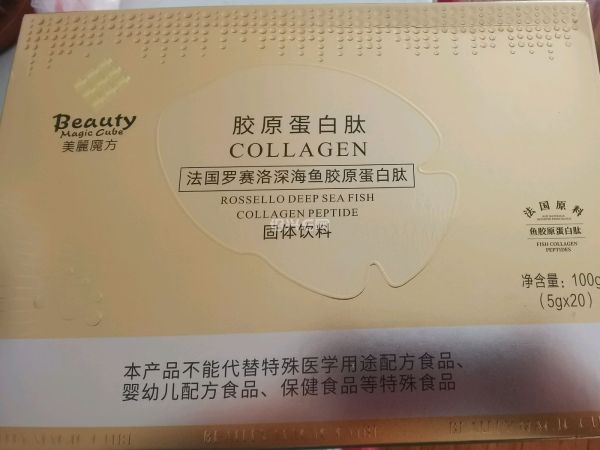 Beauty
Magic Cube
美麗魔方
胶原蛋白肽
COLLAGEN
法国罗赛洛深海鱼胶原蛋白肽
ROSSELLO DEEP SEA FISH
COLLAGEN PEPTIDE
固体饮料
法国原料
鱼胶原蛋白肽
FISH COLLAGEN
PEPTIDES
净含量：100g
（5gx20）
本产品不能代替特殊医学用途配方食品、
婴幼儿配方食品、保健食品等特殊食品